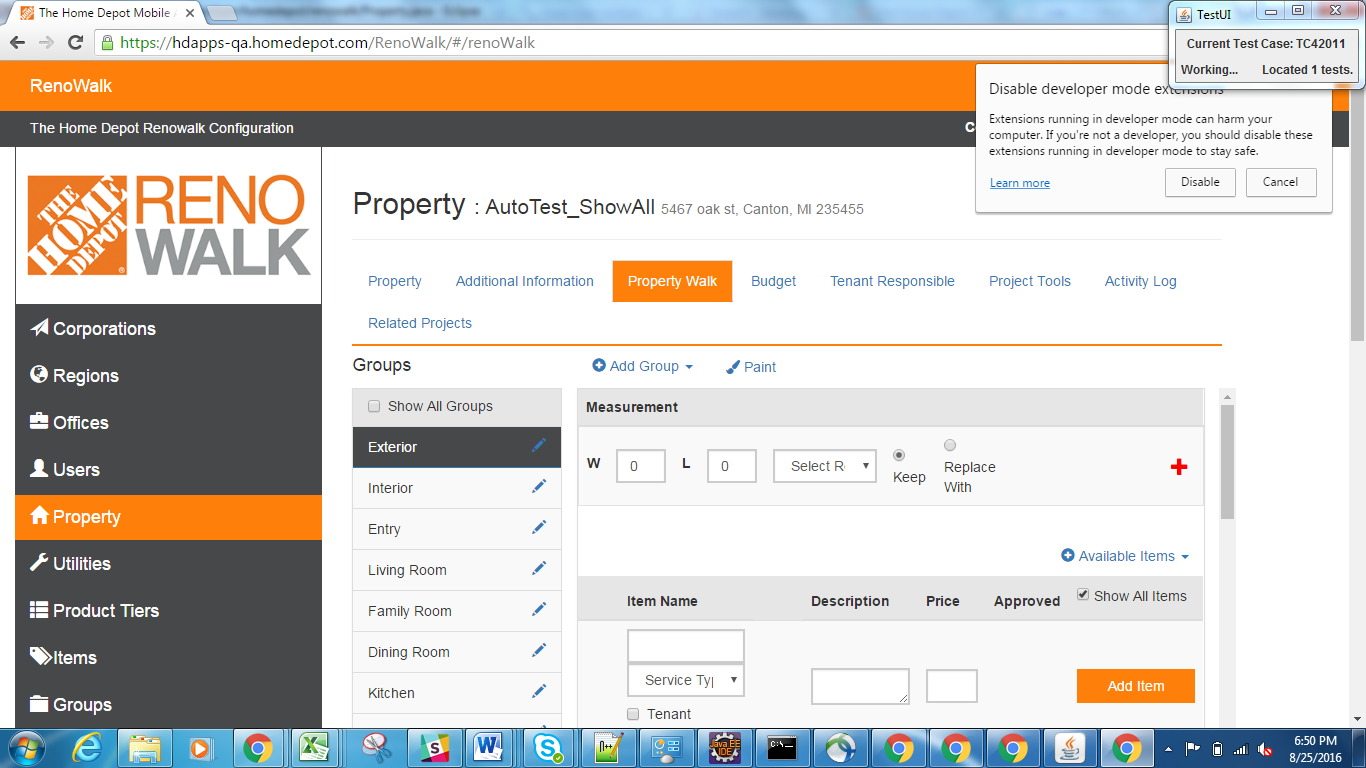 The Home Depot Mobile
TestUI
Current Test Case: TC42011
Working... Located 1 tests.
https://hdapps-qa.homedepot.com/RenoWalk/#/renoWalk
RenoWalk
The Home Depot Renowalk Configuration
Disable developer mode extensions
Extensions running in developer mode can harm your
computer. If you're not a developer, you should disable these
extensions running in developer mode to stay safe.
Learn more Disable Cancel
THE HOME DEPOT
RENO
WALK
Corporations
Regions
Offices
Users
Property
Utilities
Product Tiers
Items
Groups
Property : AutoTest_ShowAll 5467 oak st, Canton, MI 235455
Property Additional Information Property Walk Budget Tenant Responsible Project Tools Activity Log
Related Projects
Groups Add Group Paint
Show All Groups
Exterior
Interior
Entry
Living Room
Family Room
Dining Room
Kitchen
Measurement
W 0 L 0 Select R Keep Replace
With
Available Items
Item Name Description Price Approved Show All Items
Service Typ
Add Item
Tenant
6:50 PM
8/25/2016